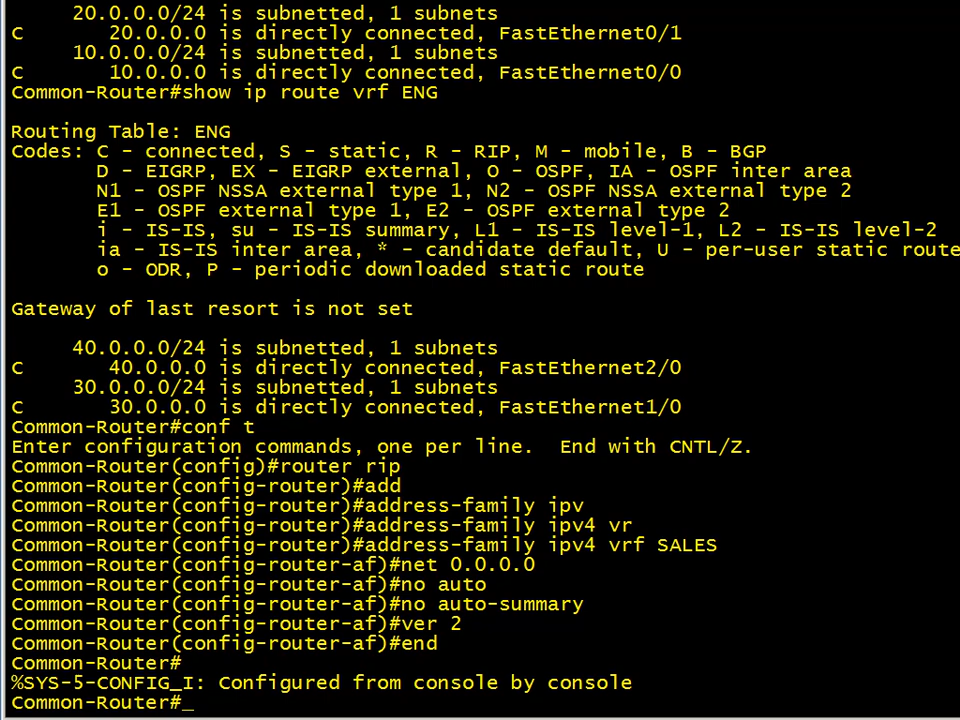 20.0.0.0/24 is subnetted, 1 subnets
C       20.0.0.0 is directly connected, FastEthernet0/1
     10.0.0.0/24 is subnetted, 1 subnets
C       10.0.0.0 is directly connected, FastEthernet0/0
Common-Router#show ip route vrf ENG

Routing Table: ENG
Codes: C - connected, S - static, R - RIP, M - mobile, B - BGP
       D - EIGRP, EX - EIGRP external, O - OSPF, IA - OSPF inter area
       N1 - OSPF NSSA external type 1, N2 - OSPF NSSA external type 2
       E1 - OSPF external type 1, E2 - OSPF external type 2
       i - IS-IS, su - IS-IS summary, L1 - IS-IS level-1, L2 - IS-IS level-2
       ia - IS-IS inter area, * - candidate default, U - per-user static route
       o - ODR, P - periodic downloaded static route

Gateway of last resort is not set

     40.0.0.0/24 is subnetted, 1 subnets
C       40.0.0.0 is directly connected, FastEthernet2/0
     30.0.0.0/24 is subnetted, 1 subnets
C       30.0.0.0 is directly connected, FastEthernet1/0
Common-Router#conf t
Enter configuration commands, one per line.  End with CNTL/Z.
Common-Router(config)#router rip
Common-Router(config-router)#add
Common-Router(config-router)#address-family ipv
Common-Router(config-router)#address-family ipv4 vr
Common-Router(config-router)#address-family ipv4 vrf SALES
Common-Router(config-router-af)#net 0.0.0.0
Common-Router(config-router-af)#no auto
Common-Router(config-router-af)#no auto-summary
Common-Router(config-router-af)#ver 2
Common-Router(config-router-af)#end
Common-Router#
%SYS-5-CONFIG_I: Configured from console by console
Common-Router#_